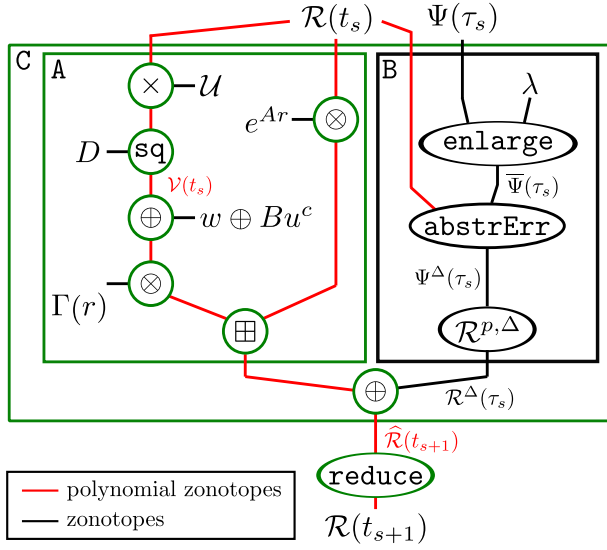 ℛ(t_s) Ψ(τ_s)
C A B
× 𝒰 λ
e^{Ar} ⊗ enlarge
D sq
𝒱(t_s) Ψ̅(τ_s)
⊕ w ⊕ Bu^c abstrErr
Ψ^Δ(τ_s)
Γ(r) ⊗
⊞ ℛ^{p,Δ}
⊕ ℛ^Δ(τ_s)
ℛ̂(t_{s+1})
reduce
polynomial zonotopes
zonotopes
ℛ(t_{s+1})